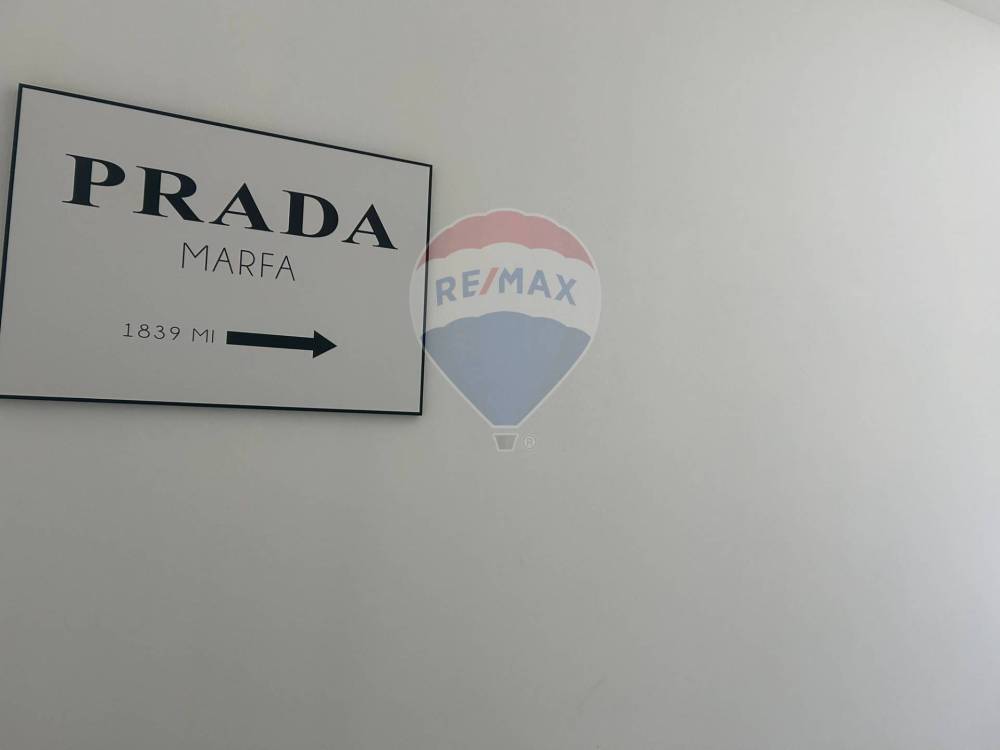 PRADA
MARFA
1839 MI
RE/MAX
®